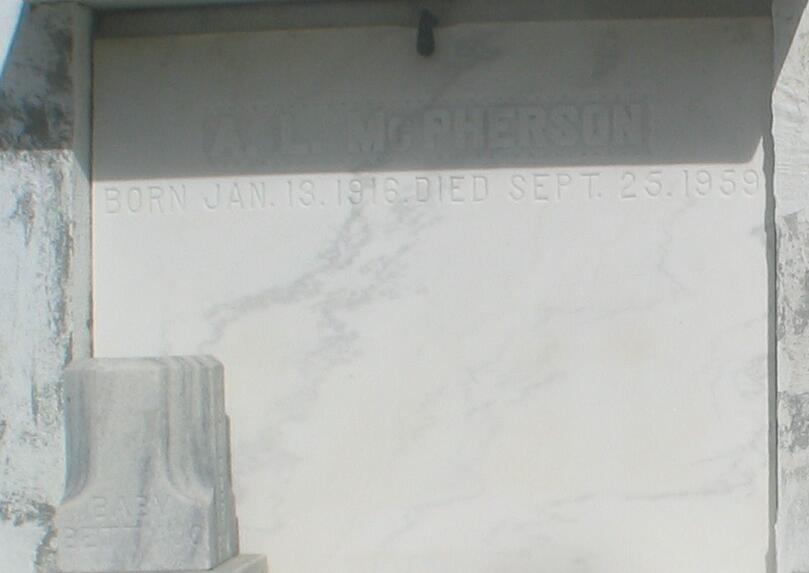 A. L. McPHERSON
BORN JAN. 13. 1916. DIED SEPT. 25. 1959
BABY